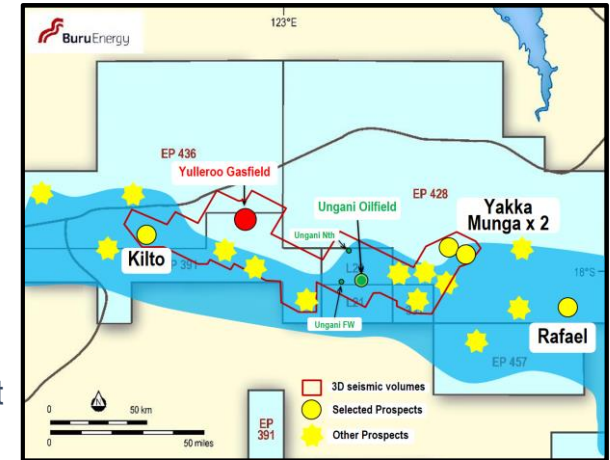 BuruEnergy
123°E
EP 436
Yulleroo Gasfield
Ungani Oilfield
EP 428
Yakka
Munga x 2
Ungani Nth
Kilto
EP 391
L20
18°S
L21
Ungani FW
Rafael
EP 457
3D seismic volumes
Selected Prospects
Other Prospects
0
50 km
0
50 miles
EP
391
t